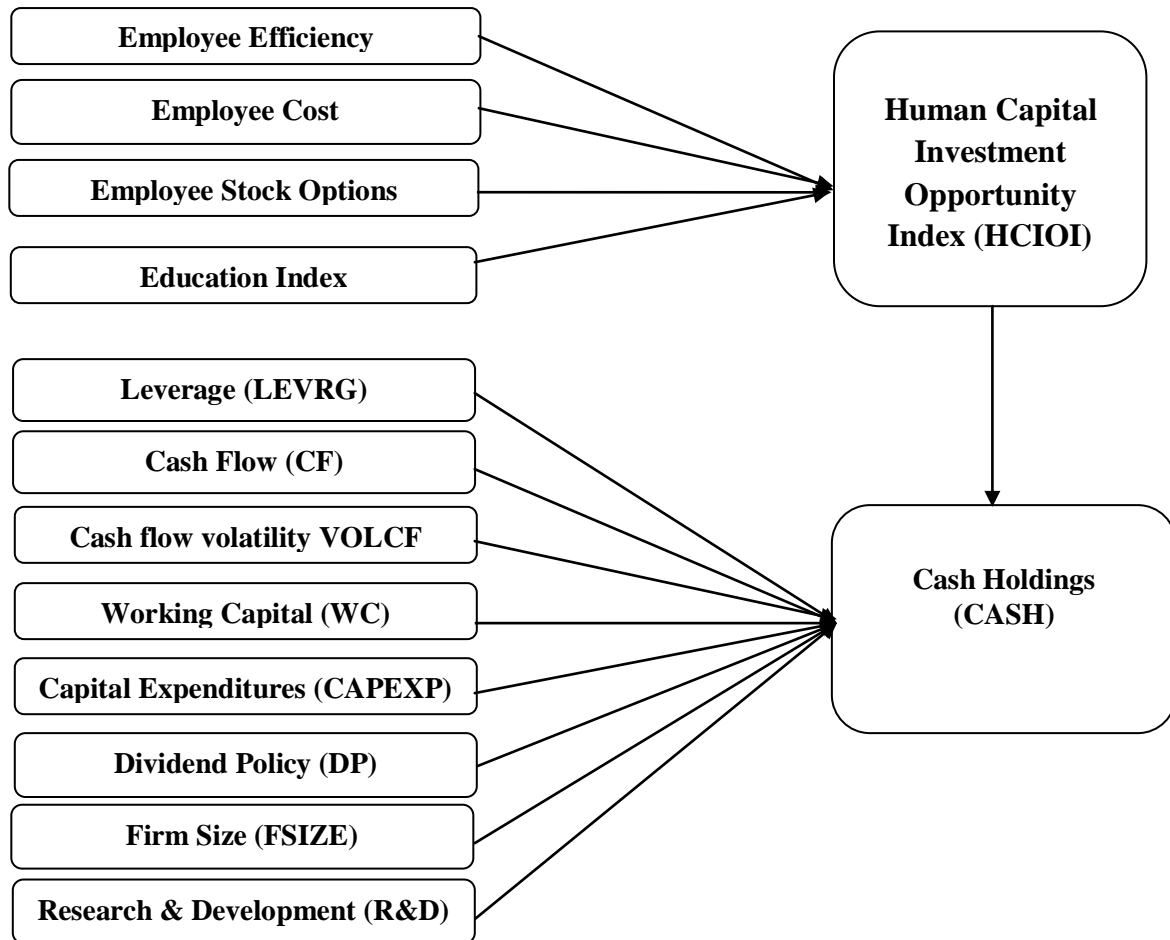 Employee Efficiency
Employee Cost
Employee Stock Options
Education Index
Human Capital
Investment
Opportunity
Index (HCIOI)
Leverage (LEVRG)
Cash Flow (CF)
Cash flow volatility VOLCF
Working Capital (WC)
Capital Expenditures (CAPEXP)
Dividend Policy (DP)
Firm Size (FSIZE)
Research & Development (R&D)
Cash Holdings
(CASH)